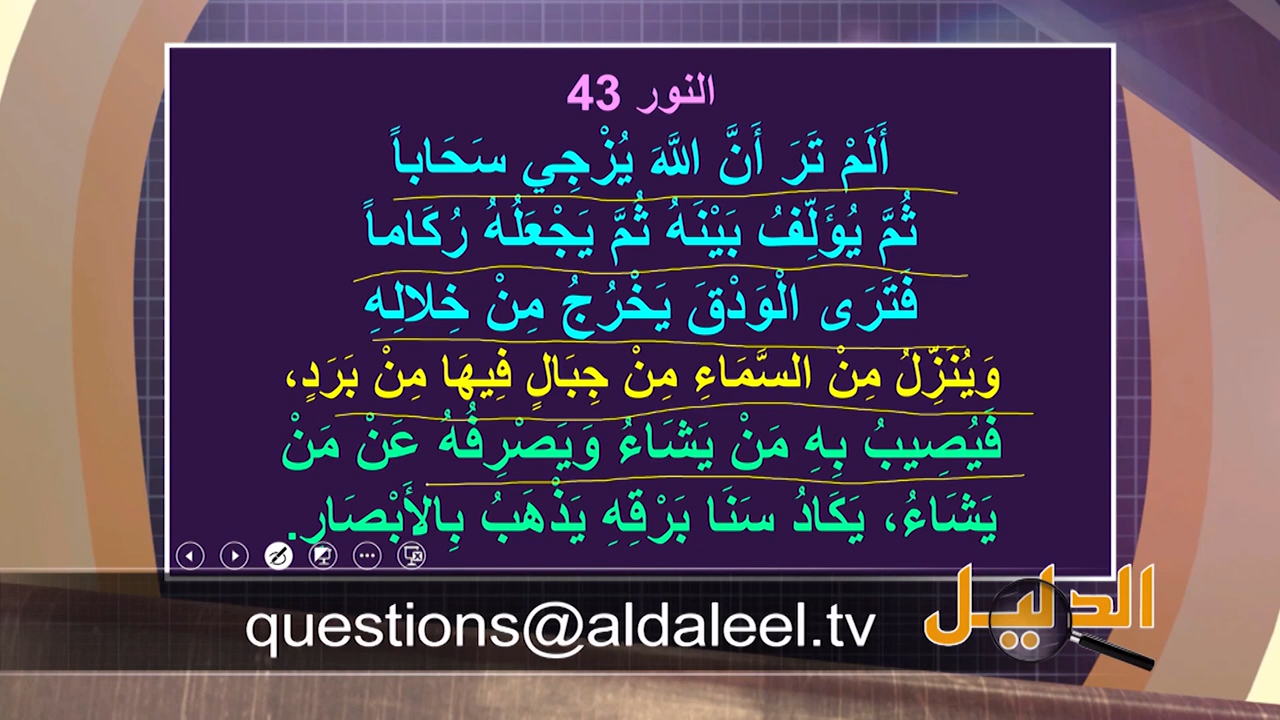 النور 43
أَلَمْ تَرَ أَنَّ اللَّهَ يُزْجِي سَحَاباً
ثُمَّ يُؤَلِّفُ بَيْنَهُ ثُمَّ يَجْعَلُهُ رُكَاماً
فَتَرَى الْوَدْقَ يَخْرُجُ مِنْ خِلالِهِ
وَيُنَزِّلُ مِنْ السَّمَاءِ مِنْ جِبَالٍ فِيهَا مِنْ بَرَدٍ،
فَيُصِيبُ بِهِ مَنْ يَشَاءُ وَيَصْرِفُهُ عَنْ مَنْ
يَشَاءُ، يَكَادُ سَنَا بَرْقِهِ يَذْهَبُ بِالأَبْصَارِ.
الدليل
questions@aldaleel.tv